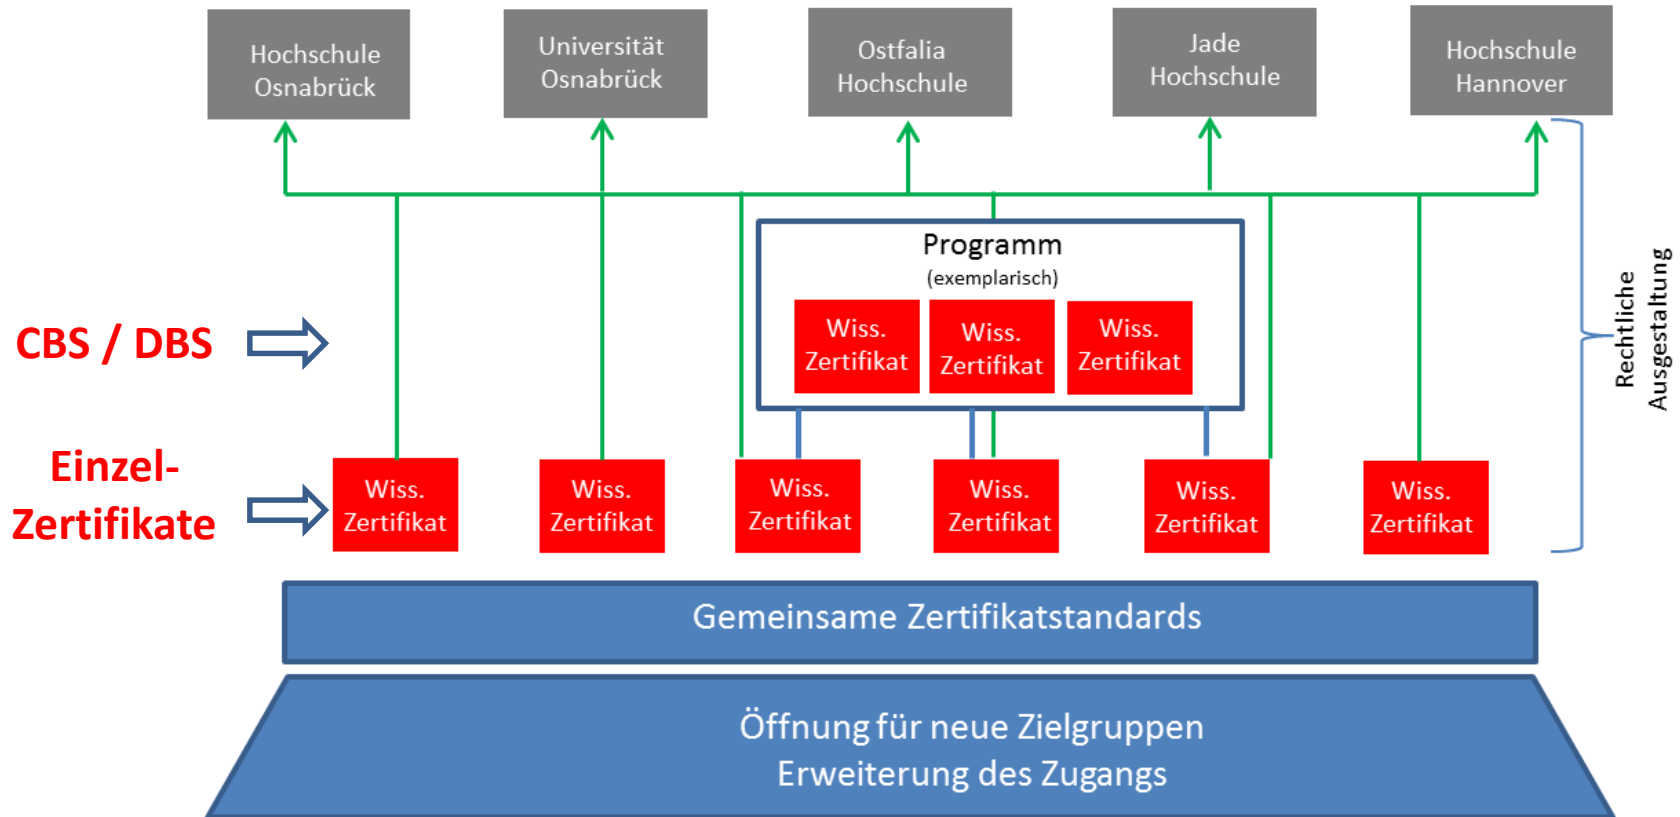 Hochschule
Osnabrück
Universität
Osnabrück
Ostfalia
Hochschule
Jade
Hochschule
Hochschule
Hannover
Programm
(exemplarisch)
Wiss.
Zertifikat
Wiss.
Zertifikat
Wiss.
Zertifikat
CBS / DBS
Rechtliche
Ausgestaltung
Einzel-
Zertifikate
Wiss.
Zertifikat
Wiss.
Zertifikat
Wiss.
Zertifikat
Wiss.
Zertifikat
Wiss.
Zertifikat
Wiss.
Zertifikat
Gemeinsame Zertifikatstandards
Öffnung für neue Zielgruppen
Erweiterung des Zugangs